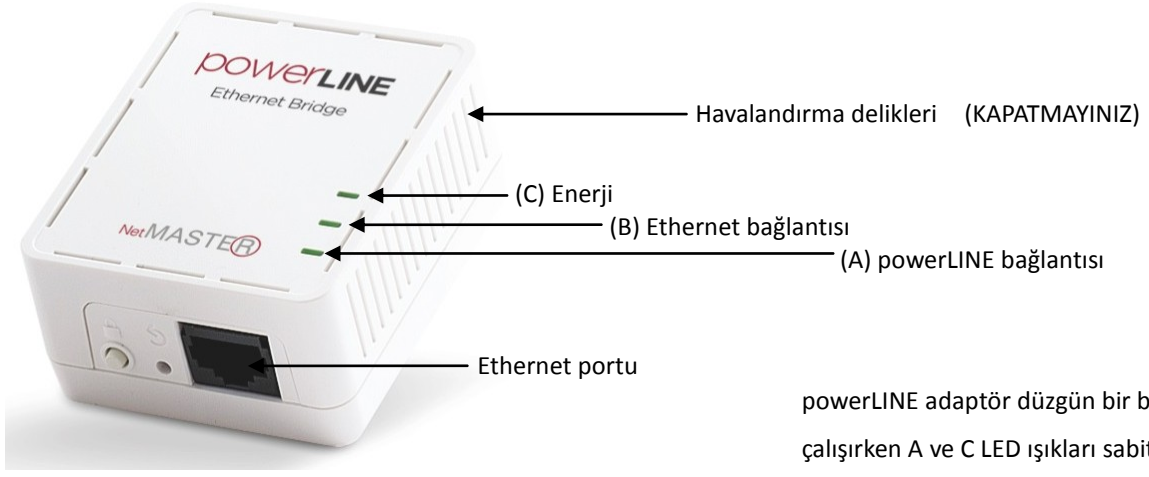 powerLINE
Ethernet Bridge
Havalandırma delikleri (KAPATMAYINIZ)
(C) Enerji
(B) Ethernet bağlantısı
NetMASTER
(A) powerLINE bağlantısı
Ethernet portu
powerLINE adaptör düzgün bir b
çalışırken A ve C LED ışıkları sabit